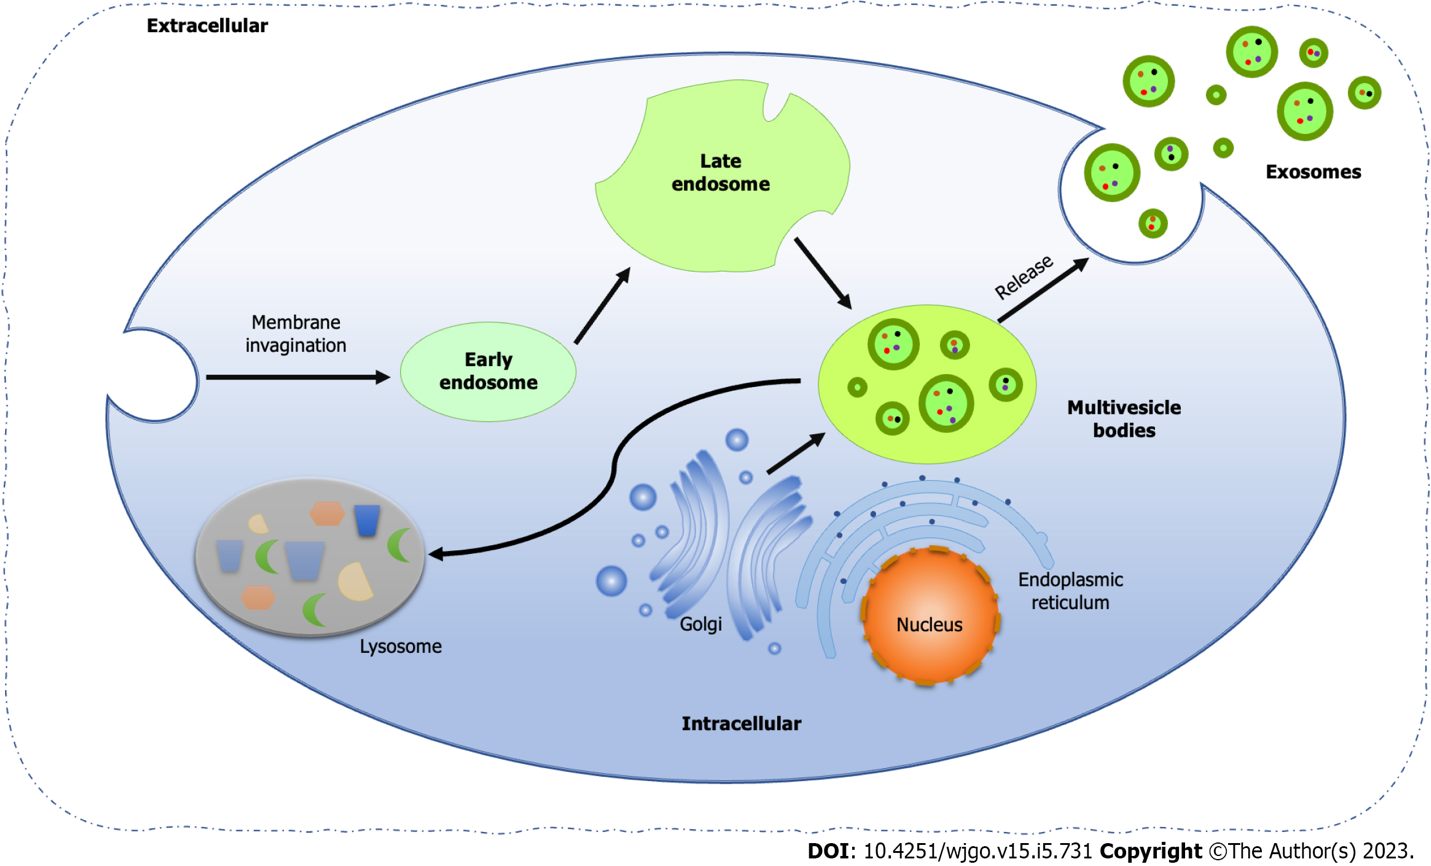 Extracellular
Exosomes
Late
endosome
Release
Membrane
invagination
Early
endosome
Multivesicle
bodies
Endoplasmic
reticulum
Golgi
Nucleus
Lysosome
Intracellular
DOI: 10.4251/wjgo.v15.i5.731 Copyright ©The Author(s) 2023.